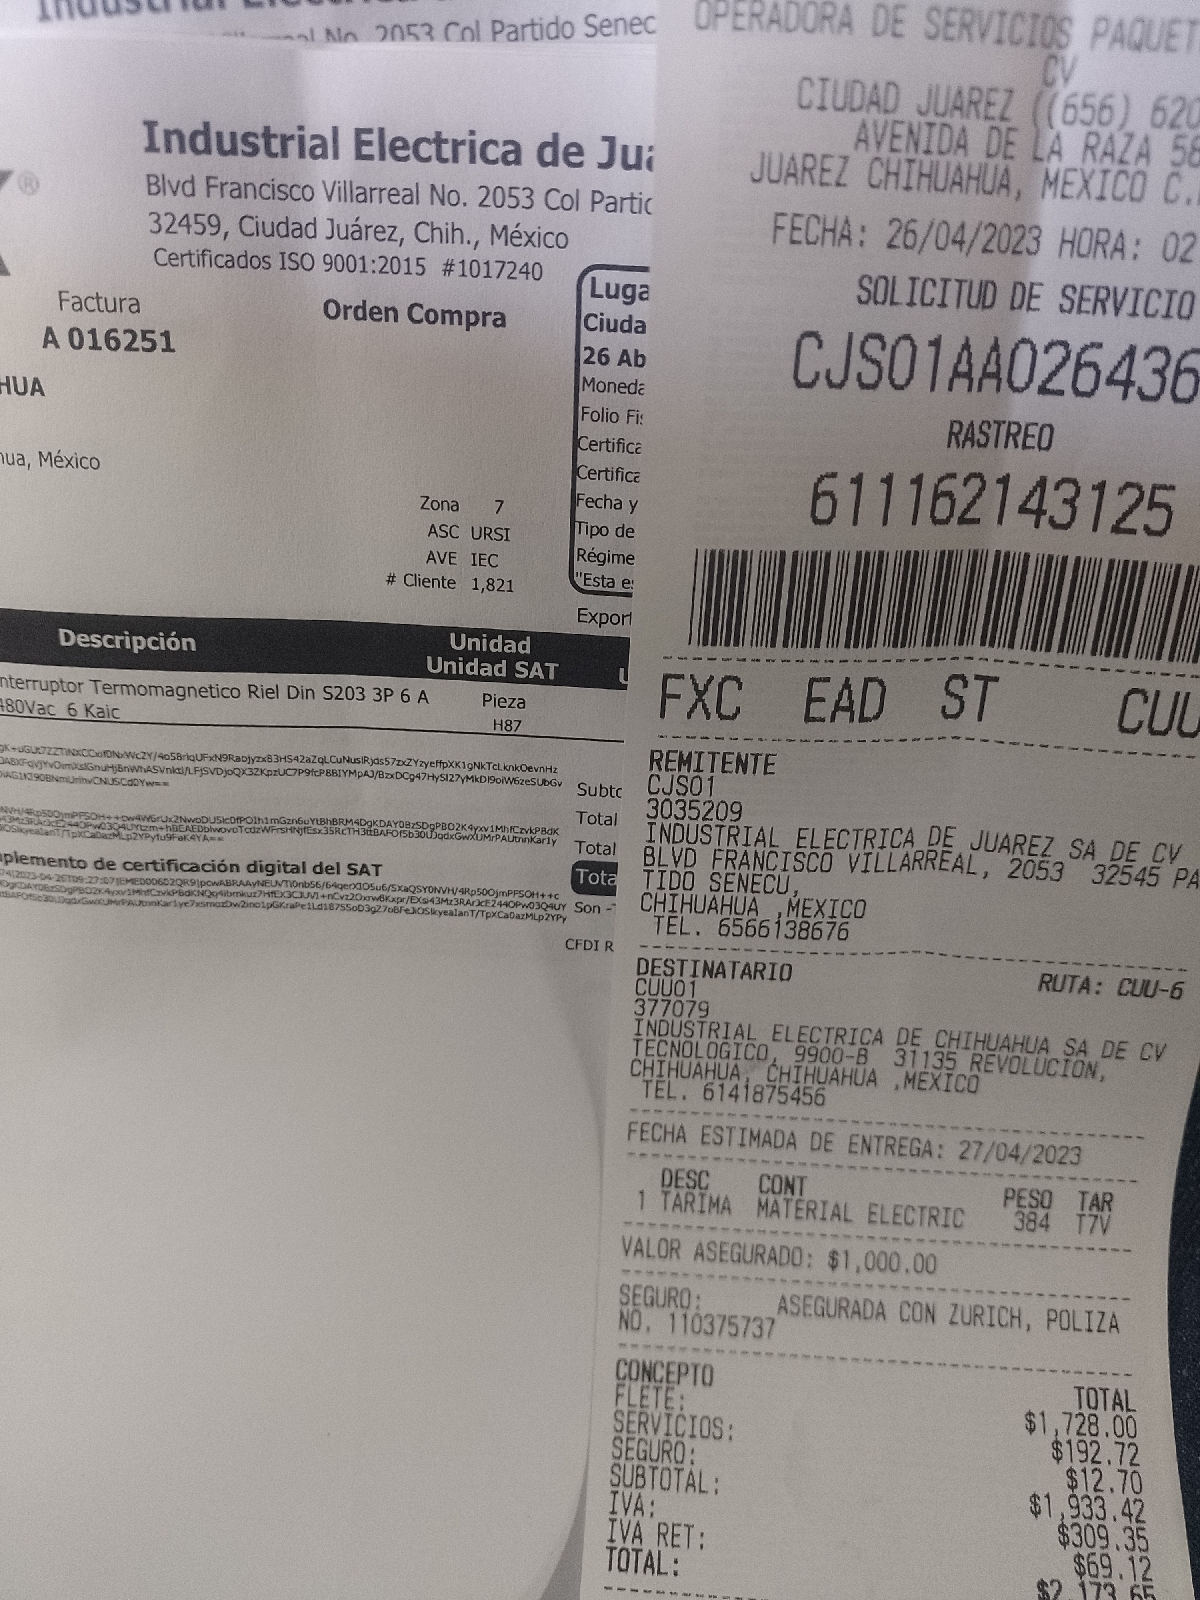 Industrial Electrica
No. 2053 Col Partido Senec
Industrial Electrica de Jua
Blvd Francisco Villarreal No. 2053 Col Partic
32459, Ciudad Juárez, Chih., México
Certificados ISO 9001:2015 #1017240
®
Factura
A 016251
Orden Compra
HUA
nua, México
Zona 7
ASC URSI
AVE IEC
# Cliente 1,821
Luga
Ciuda
26 Ab
Moneda
Folio Fis
Certifica
Certifica
Fecha y
Tipo de
Régime
"Esta es
Export
Descripción
Unidad
Unidad SAT
U
nterruptor Termomagnetico Riel Din S203 3P 6 A
480Vac 6 Kaic
Pieza
H87
Subto
Total
Total
Tota
Son -
CFDI R
plemento de certificación digital del SAT
OPERADORA DE SERVICIOS PAQUET
CV
CIUDAD JUAREZ ((656) 620
AVENIDA DE LA RAZA 58
JUAREZ CHIHUAHUA, MEXICO C.
FECHA: 26/04/2023 HORA: 02
SOLICITUD DE SERVICIO
CJS01AA026436
RASTREO
611162143125
FXC EAD ST CUU
REMITENTE
CJS01
3035209
INDUSTRIAL ELECTRICA DE JUAREZ SA DE CV
BLVD FRANCISCO VILLARREAL, 2053 32545 PA
TIDO SENECU,
CHIHUAHUA ,MEXICO
TEL. 6566138676
DESTINATARIO
RUTA: CUU-6
CUU01
377079
INDUSTRIAL ELECTRICA DE CHIHUAHUA SA DE CV
TECNOLOGICO, 9900-B 31135 REVOLUCION,
CHIHUAHUA, CHIHUAHUA ,MEXICO
TEL. 6141875456
FECHA ESTIMADA DE ENTREGA: 27/04/2023
DESC CONT PESO TAR
1 TARIMA MATERIAL ELECTRIC 384 T7V
VALOR ASEGURADO: $1,000.00
SEGURO: ASEGURADA CON ZURICH, POLIZA
NO. 110375737
CONCEPTO TOTAL
FLETE: $1,728.00
SERVICIOS: $192.72
SEGURO: $12.70
SUBTOTAL: $1,933.42
IVA: $309.35
IVA RET: $69.12
TOTAL: $2,173.65